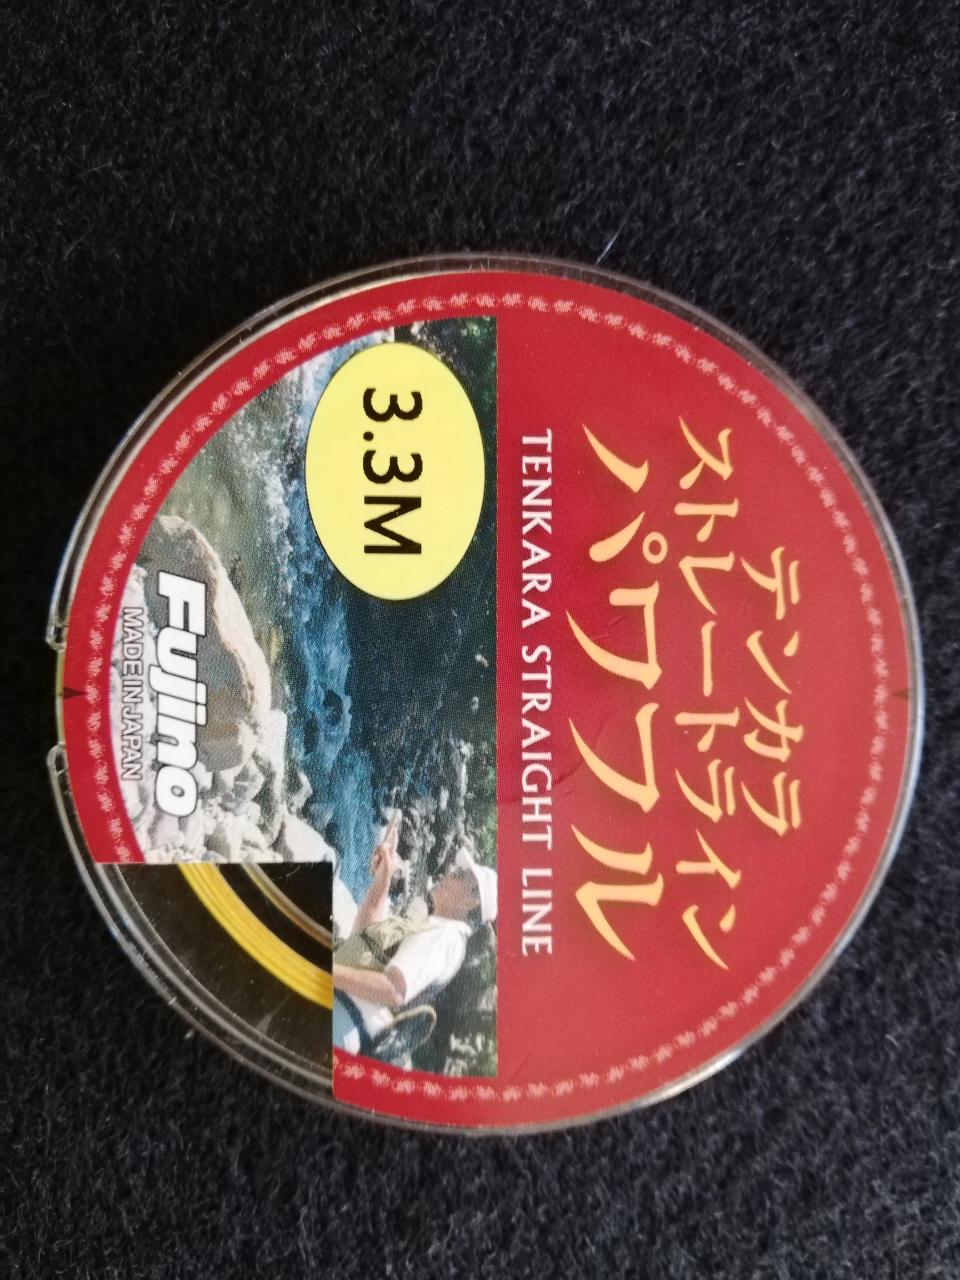 テンカラ
ストレートライン
パワフル
TENKARA STRAIGHT LINE
3.3M
Fujino
MADE IN JAPAN